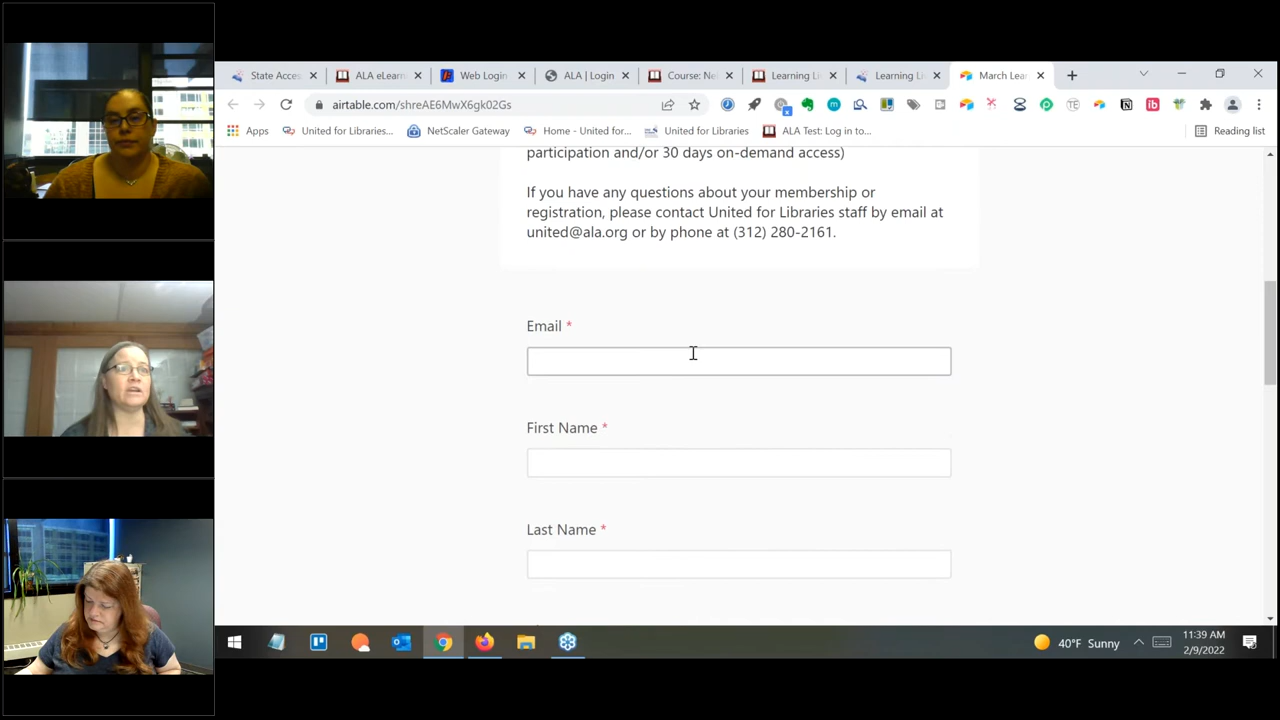 State Acces
ALA eLearn
Web Login
ALA | Login
Course: Ne
Learning Li
Learning Li
March Lea
airtable.com/shreAE6MwX6gk02Gs
Apps
United for Libraries...
NetScaler Gateway
Home - United for...
United for Libraries
ALA Test: Log in to...
Reading list
participation and/or 30 days on-demand access)
If you have any questions about your membership or
registration, please contact United for Libraries staff by email at
united@ala.org or by phone at (312) 280-2161.
Email *
First Name *
Last Name *
40°F Sunny
11:39 AM
2/9/2022